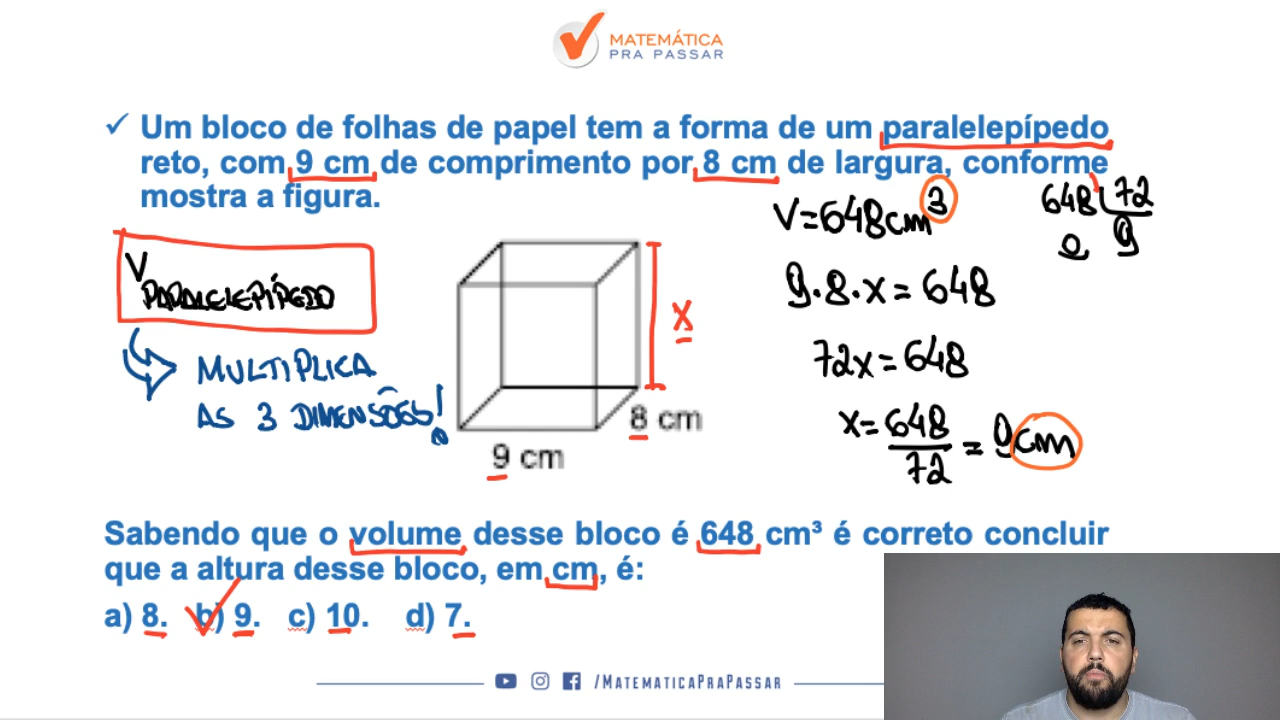 MATEMÁTICA
PRA PASSAR
✓ Um bloco de folhas de papel tem a forma de um paralelepípedo
reto, com 9 cm de comprimento por 8 cm de largura, conforme
mostra a figura.
V PARALELEPÍPEDO
MULTIPLICA
AS 3 DIMENSÕES!
x
8 cm
9 cm
V=648cm³
648 72
0 9
9·8·x=648
72x=648
x=648/72=9cm
Sabendo que o volume desse bloco é 648 cm³ é correto concluir
que a altura desse bloco, em cm, é:
a) 8. b) 9. c) 10. d) 7.
/MATEMATICAPRAPASSAR